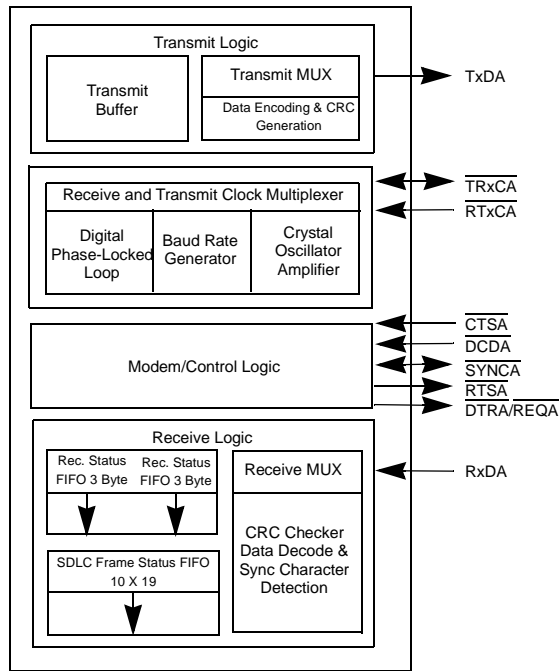 Transmit Logic
Transmit
Buffer
Transmit MUX
Data Encoding & CRC
Generation
TxDA
Receive and Transmit Clock Multiplexer
Digital
Phase-Locked
Loop
Baud Rate
Generator
Crystal
Oscillator
Amplifier
TRxCA
RTxCA
Modem/Control Logic
CTSA
DCDA
SYNCA
RTSA
DTRA/REQA
Receive Logic
Rec. Status
FIFO 3 Byte
Rec. Status
FIFO 3 Byte
Receive MUX
CRC Checker
Data Decode &
Sync Character
Detection
SDLC Frame Status FIFO
10 X 19
RxDA